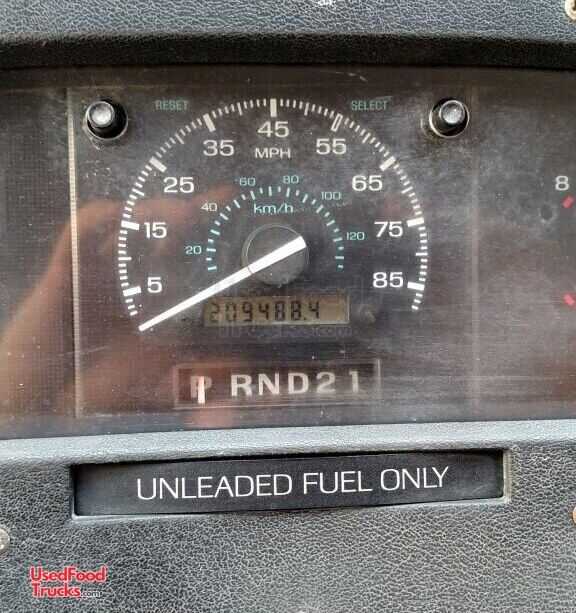 RESET SELECT
45
35 55
MPH
25 65
60 80
40 100
km/h
8
15 75
20 120
5 85
209488.4
P RND21
UNLEADED FUEL ONLY
UsedFood
Trucks.com